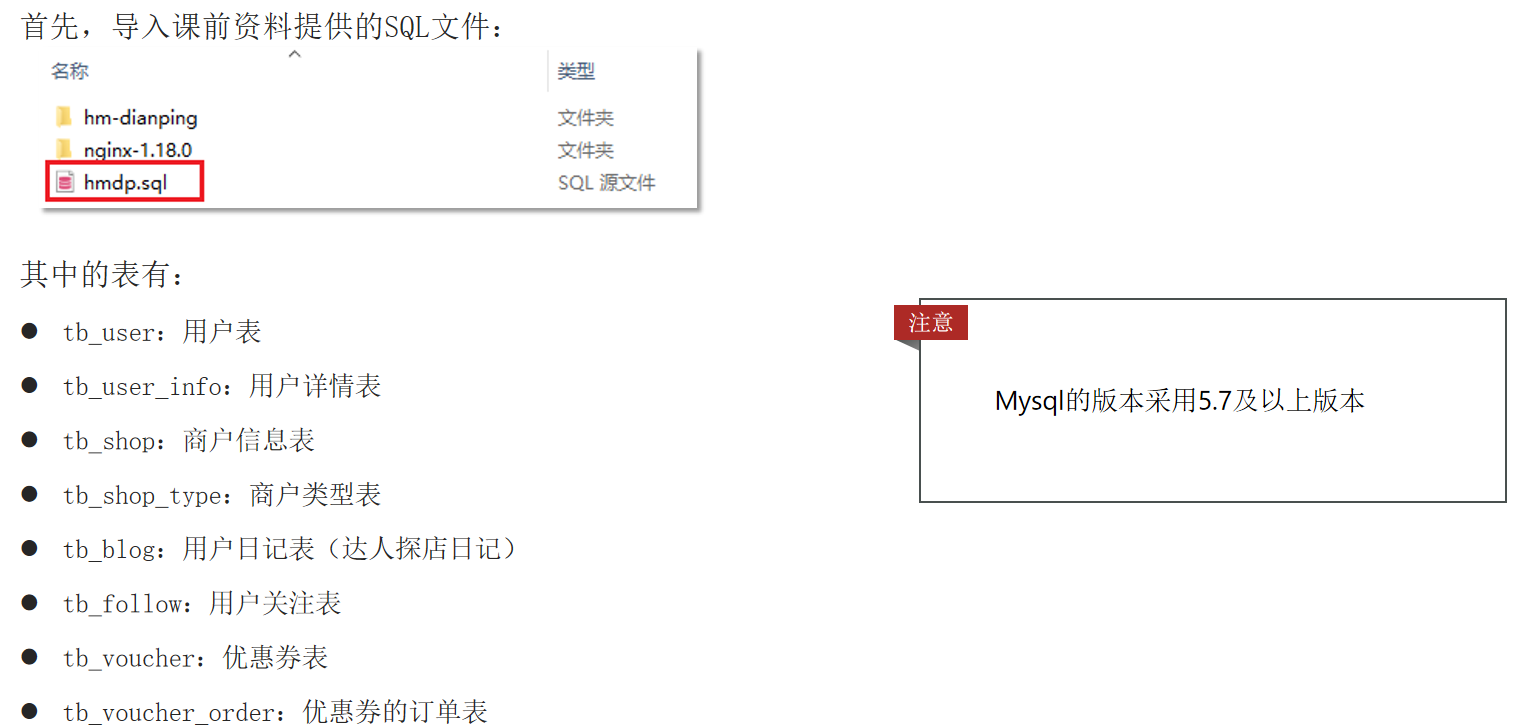 首先，导入课前资料提供的SQL文件：
名称 类型
hm-dianping 文件夹
nginx-1.18.0 文件夹
hmdp.sql SQL 源文件
其中的表有：
● tb_user：用户表
● tb_user_info：用户详情表
● tb_shop：商户信息表
● tb_shop_type：商户类型表
● tb_blog：用户日记表（达人探店日记）
● tb_follow：用户关注表
● tb_voucher：优惠券表
● tb_voucher_order：优惠券的订单表
注意
Mysql的版本采用5.7及以上版本